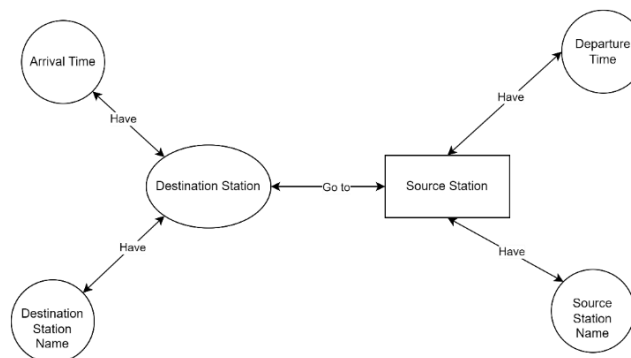 Arrival Time
Departure
Time
Have
Have
Destination Station
Go to
Source Station
Have
Have
Destination
Station
Name
Source
Station
Name